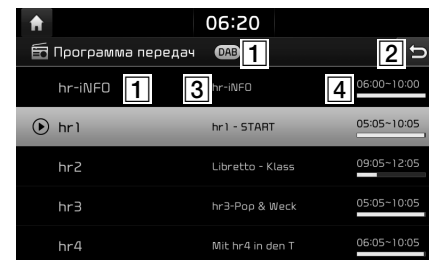 06:20
Программа передач DAB 1 2
hr-iNFO 1 3 hr-iNFO 4 06:00~10:00
hr1 hr1 - START 05:05~10:05
hr2 Libretto - Klass 09:05~12:05
hr3 hr3-Pop & Weck 05:05~10:05
hr4 Mit hr4 in den T 06:05~10:05